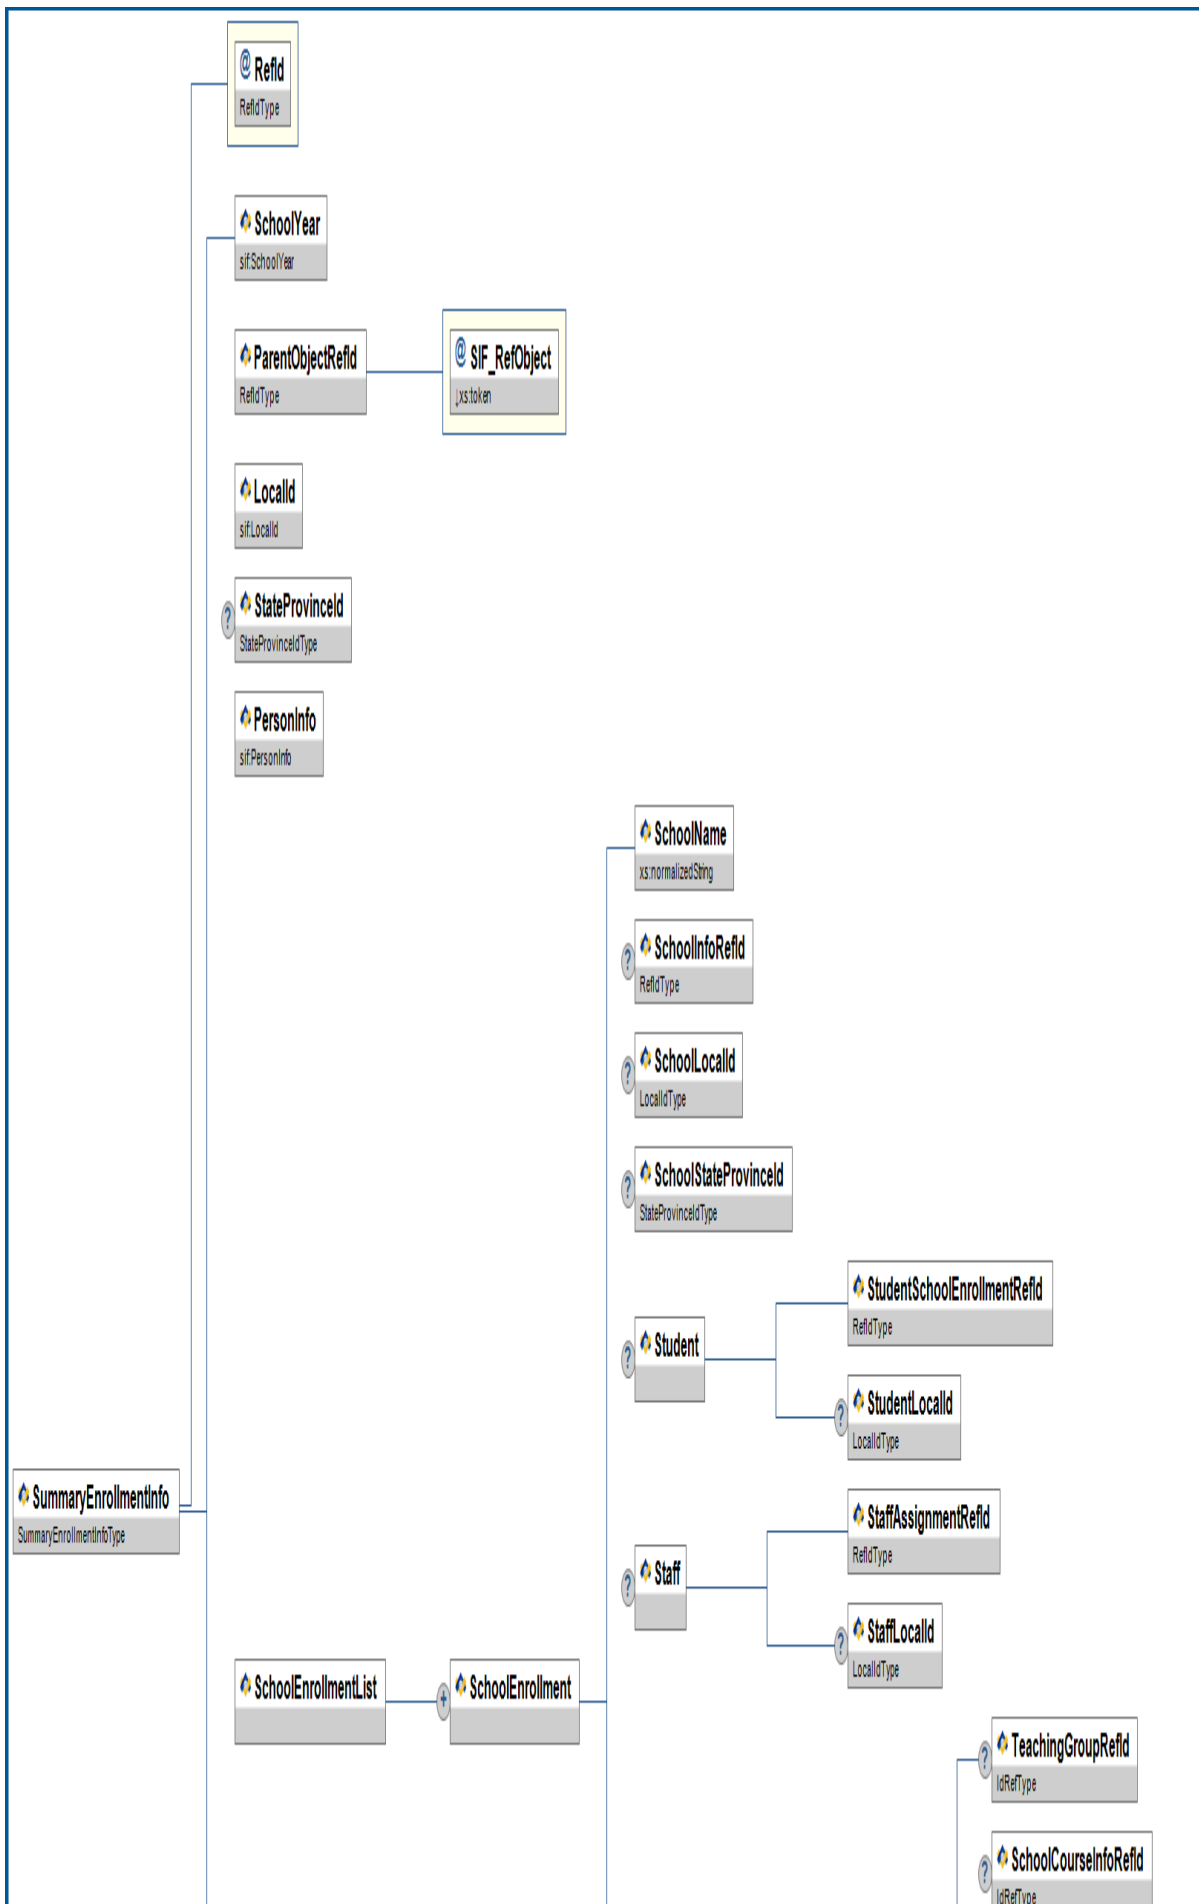 @ RefId
RefIdType
SchoolYear
sif:SchoolYear
ParentObjectRefId
RefIdType
@ SIF_RefObject
xs:token
LocalId
sif:LocalId
?
StateProvinceId
StateProvinceIdType
PersonInfo
sif:PersonInfo
SchoolName
xs:normalizedString
?
SchoolInfoRefId
RefIdType
?
SchoolLocalId
LocalIdType
?
SchoolStateProvinceId
StateProvinceIdType
StudentSchoolEnrollmentRefId
RefIdType
?
Student
?
StudentLocalId
LocalIdType
SummaryEnrollmentInfo
SummaryEnrollmentInfoType
StaffAssignmentRefId
RefIdType
?
Staff
?
StaffLocalId
LocalIdType
SchoolEnrollmentList
+
SchoolEnrollment
?
TeachingGroupRefId
IdRefType
?
SchoolCourseInfoRefId
IdRefType